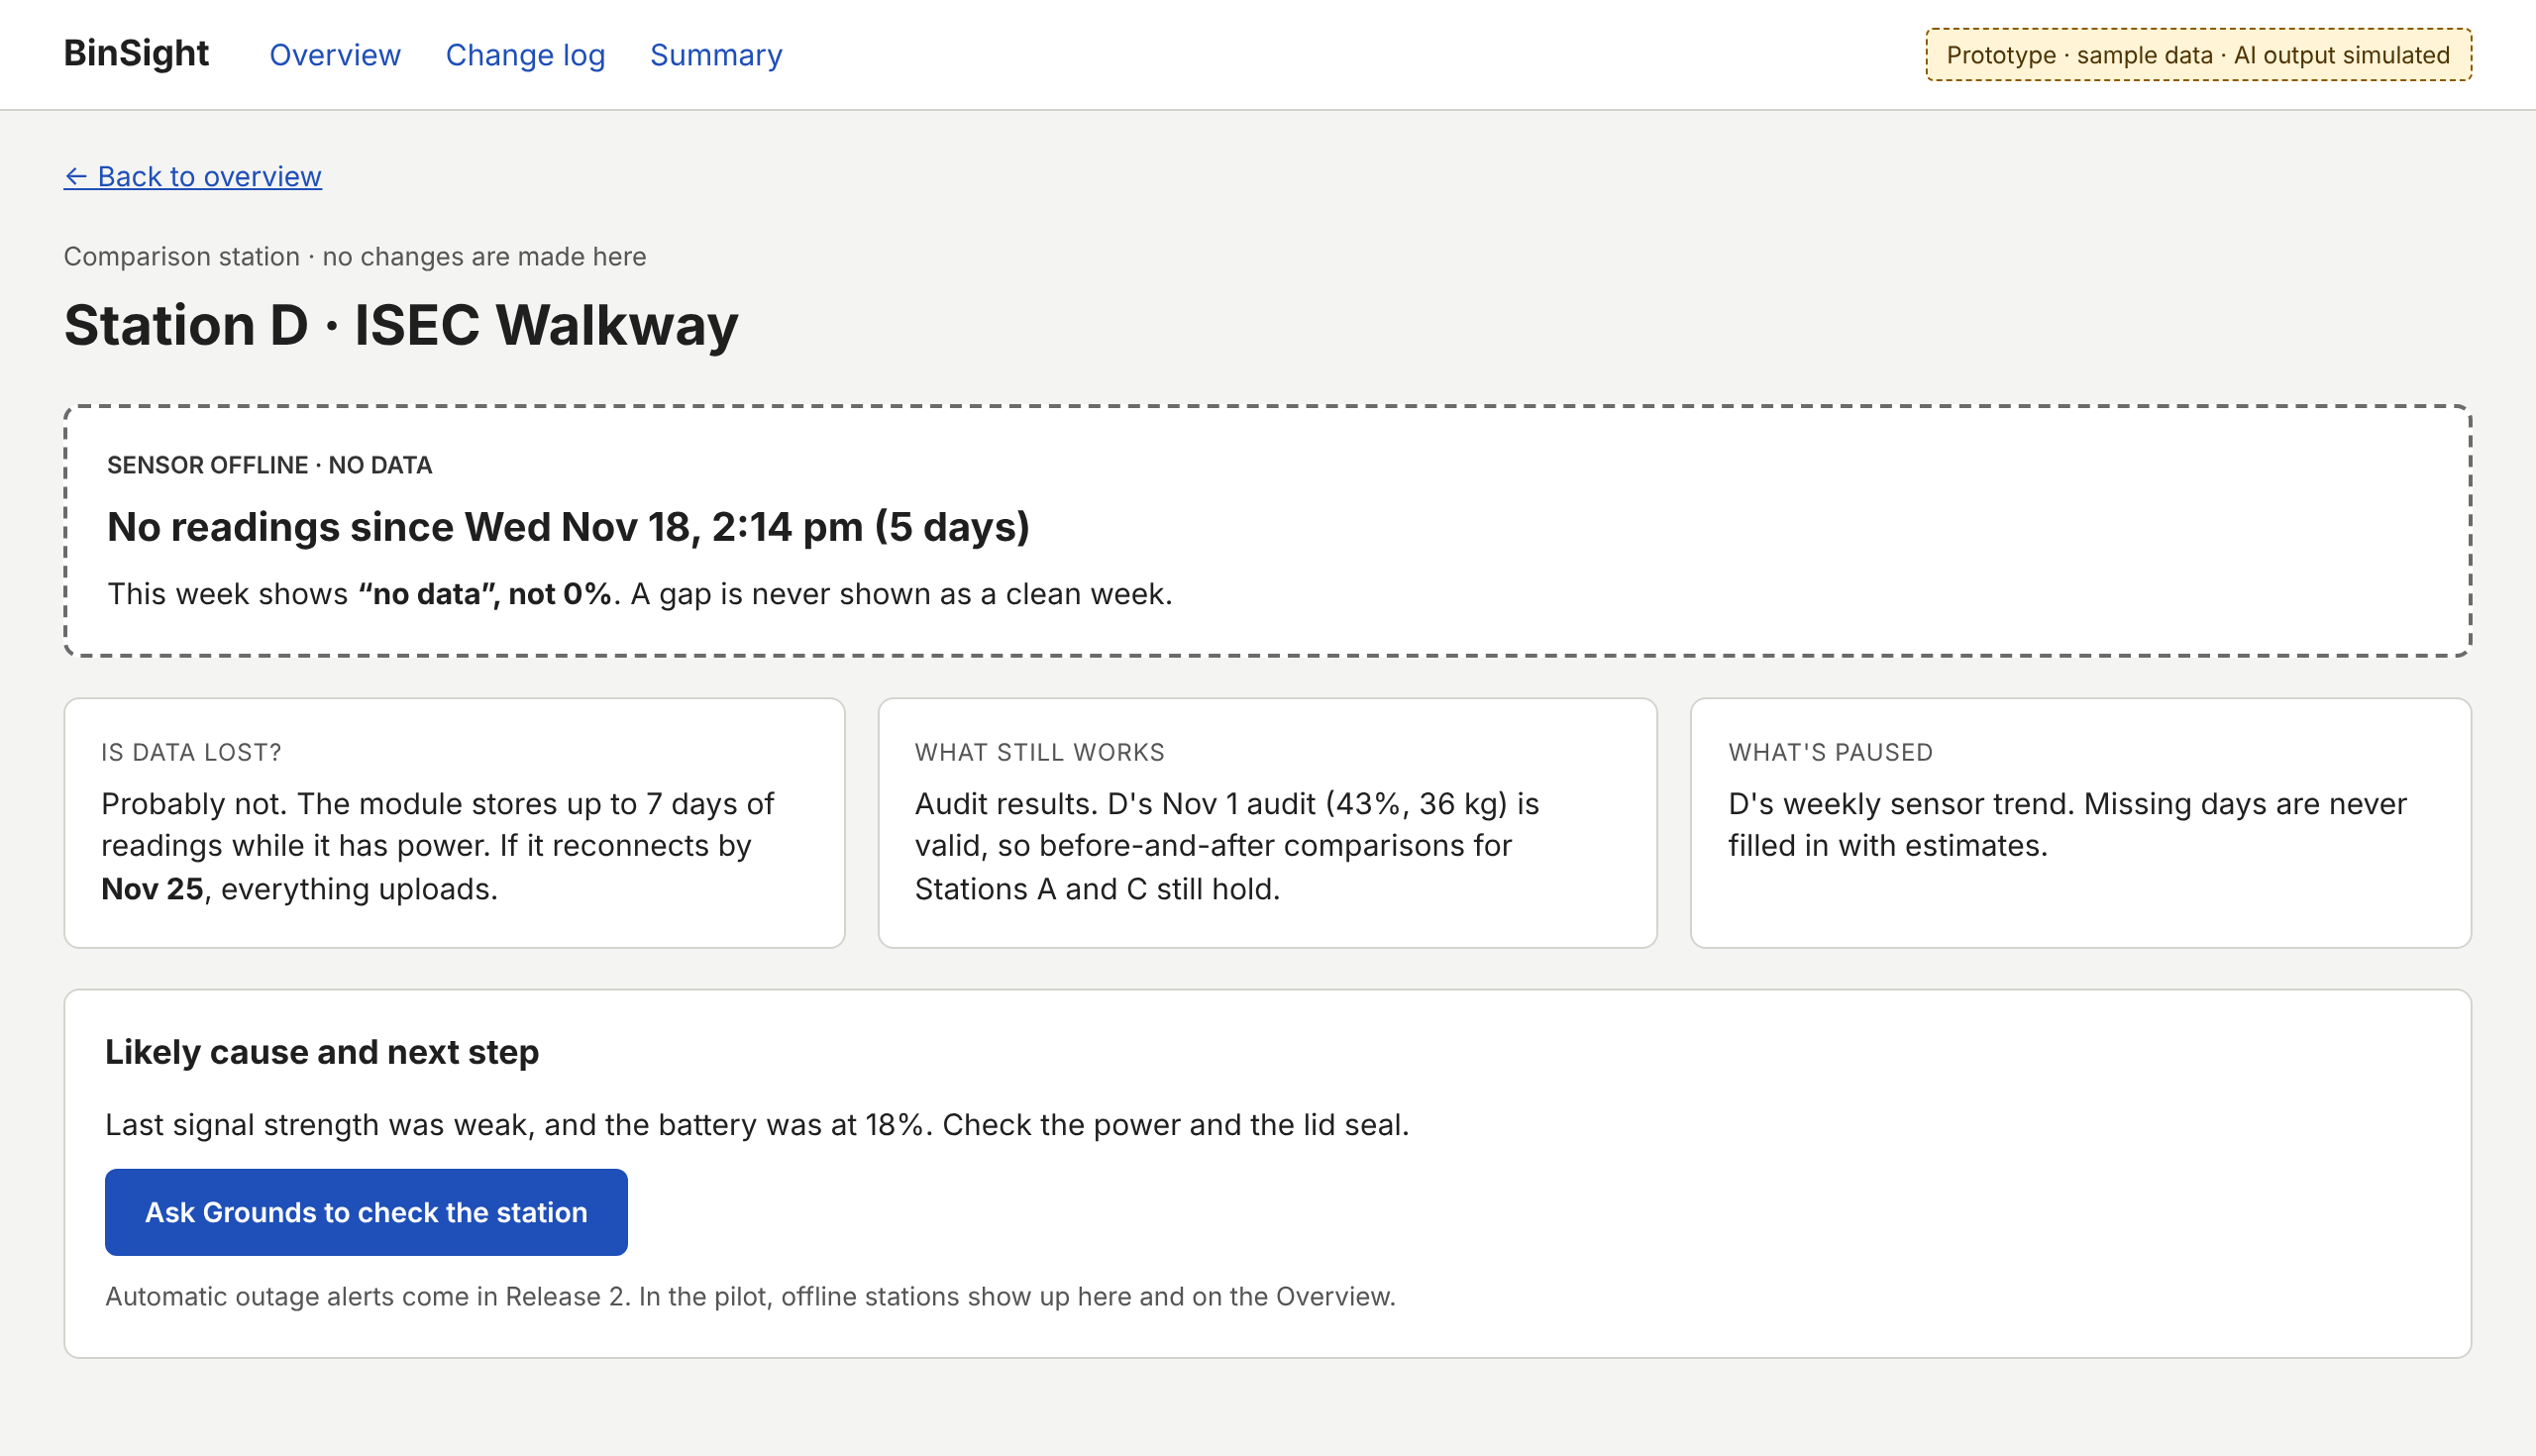 BinSight
Overview
Change log
Summary
Prototype · sample data · AI output simulated
← Back to overview
Comparison station · no changes are made here
Station D · ISEC Walkway
SENSOR OFFLINE · NO DATA
No readings since Wed Nov 18, 2:14 pm (5 days)
This week shows “no data”, not 0%. A gap is never shown as a clean week.
IS DATA LOST?
Probably not. The module stores up to 7 days of
readings while it has power. If it reconnects by
Nov 25, everything uploads.
WHAT STILL WORKS
Audit results. D's Nov 1 audit (43%, 36 kg) is
valid, so before-and-after comparisons for
Stations A and C still hold.
WHAT'S PAUSED
D's weekly sensor trend. Missing days are never
filled in with estimates.
Likely cause and next step
Last signal strength was weak, and the battery was at 18%. Check the power and the lid seal.
Ask Grounds to check the station
Automatic outage alerts come in Release 2. In the pilot, offline stations show up here and on the Overview.